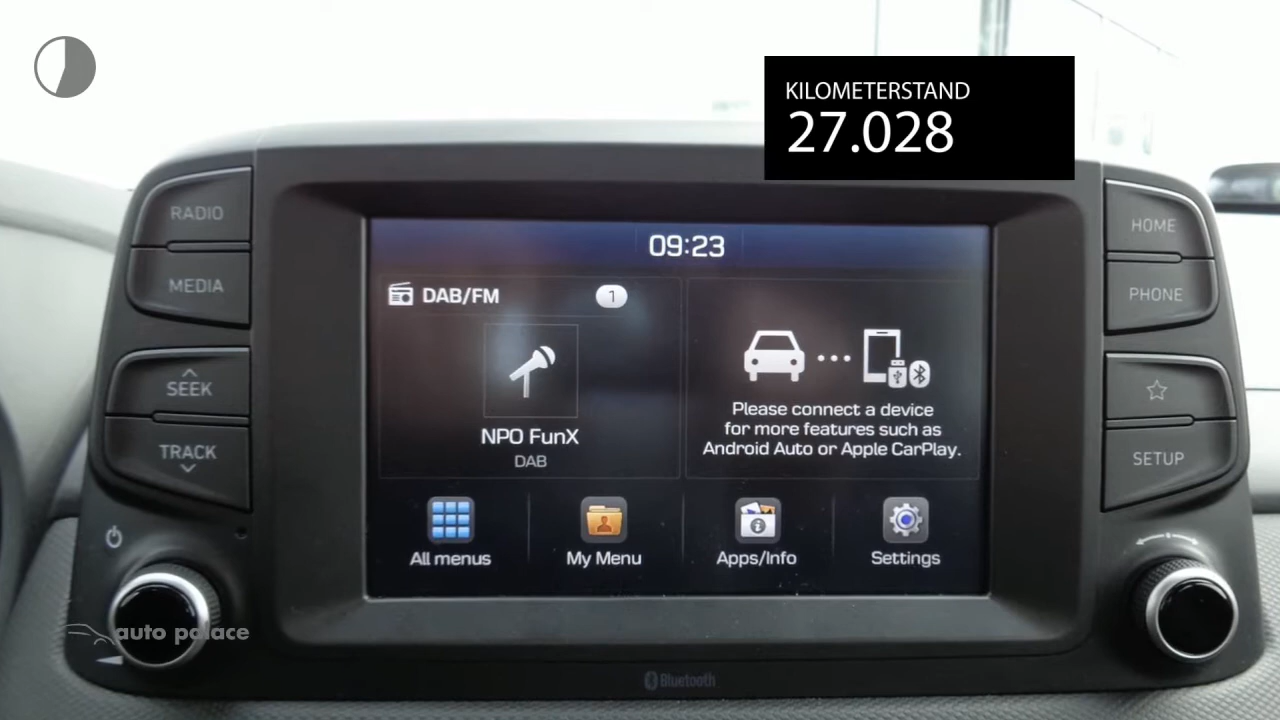 KILOMETERSTAND
27.028
RADIO
MEDIA
SEEK
TRACK
HOME
PHONE
SETUP
09:23
DAB/FM
1
NPO FunX
DAB
Please connect a device
for more features such as
Android Auto or Apple CarPlay.
All menus
My Menu
Apps/Info
Settings
auto palace
Bluetooth